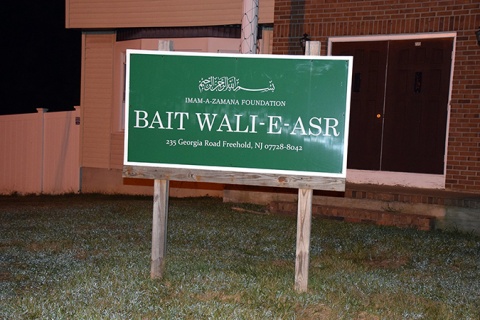 بسم الله الرحمن الرحيم
IMAM-A-ZAMANA FOUNDATION
BAIT WALI-E-ASR
235 Georgia Road Freehold, NJ 07728-8042